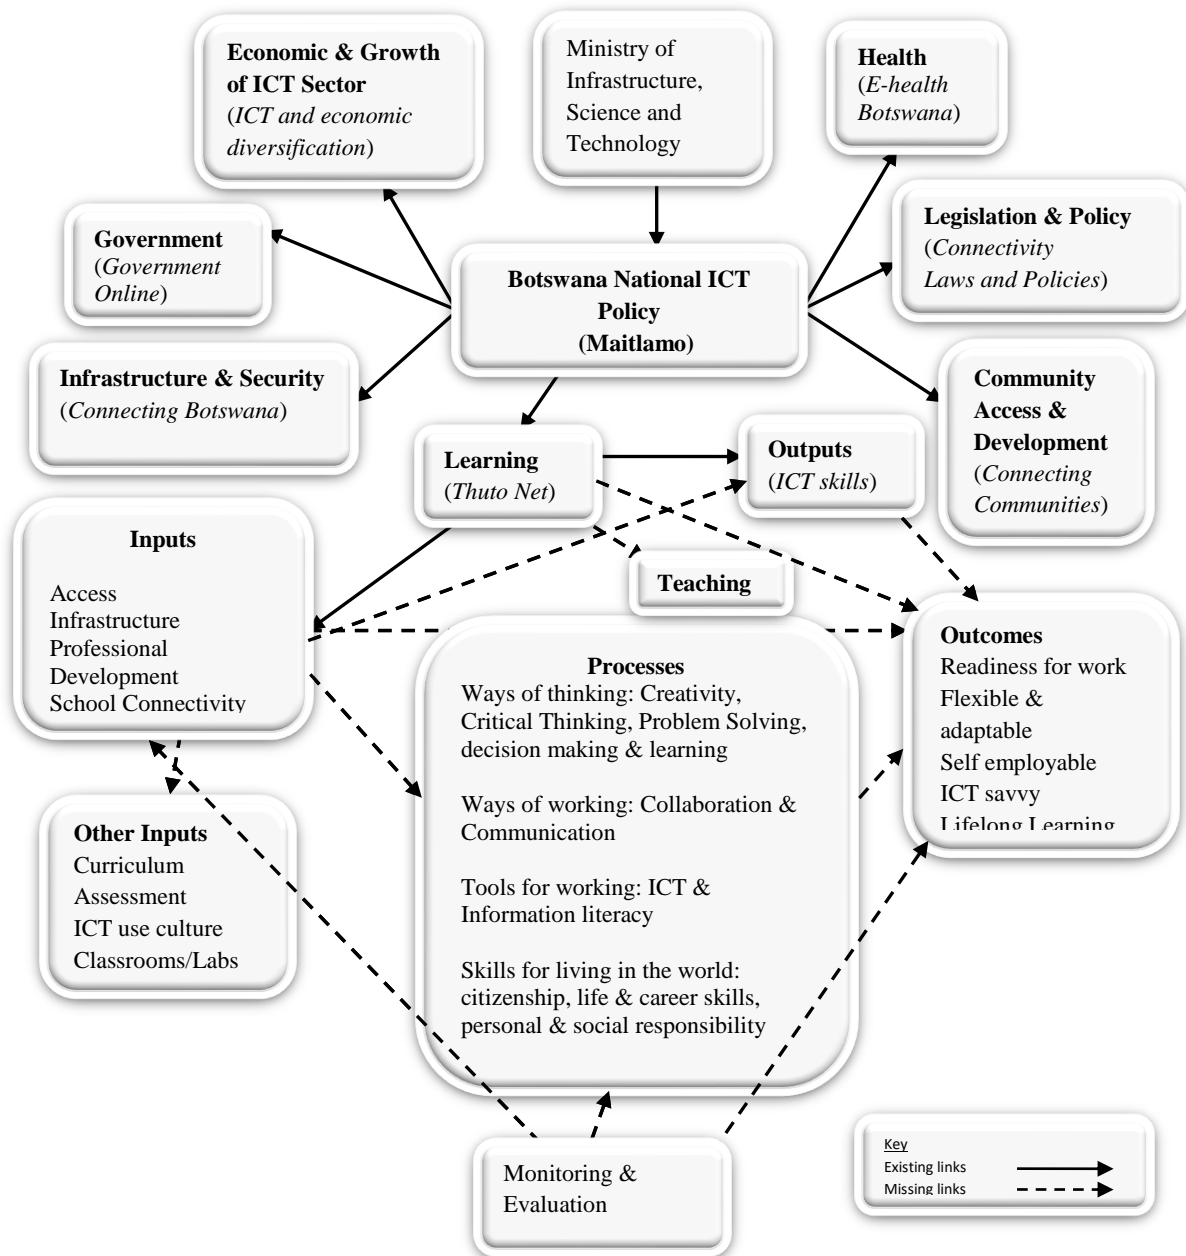 Economic & Growth
of ICT Sector
(ICT and economic
diversification)
Ministry of
Infrastructure,
Science and
Technology
Health
(E-health
Botswana)
Government
(Government
Online)
Botswana National ICT
Policy
(Maitlamo)
Legislation & Policy
(Connectivity
Laws and Policies)
Infrastructure & Security
(Connecting Botswana)
Community
Access &
Development
(Connecting
Communities)
Learning
(Thuto Net)
Outputs
(ICT skills)
Inputs
Access
Infrastructure
Professional
Development
School Connectivity
Teaching
Processes
Ways of thinking: Creativity,
Critical Thinking, Problem Solving,
decision making & learning
Ways of working: Collaboration &
Communication
Tools for working: ICT &
Information literacy
Skills for living in the world:
citizenship, life & career skills,
personal & social responsibility
Outcomes
Readiness for work
Flexible &
adaptable
Self employable
ICT savvy
Lifelong Learning
Other Inputs
Curriculum
Assessment
ICT use culture
Classrooms/Labs
Monitoring &
Evaluation
Key
Existing links
Missing links